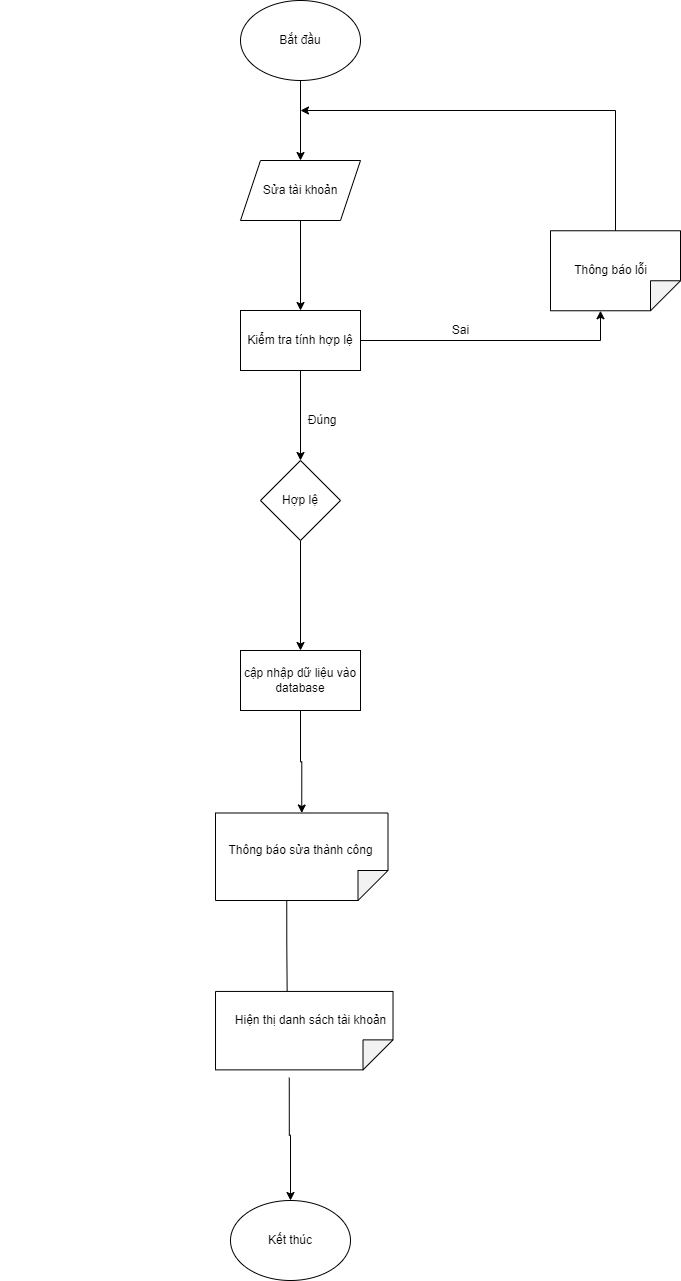 Bắt đầu
Sửa tài khoản
Thông báo lỗi
Kiểm tra tính hợp lệ
Sai
Đúng
Hợp lệ
cập nhập dữ liệu vào
database
Thông báo sửa thành công
Hiện thị danh sách tài khoản
Kết thúc